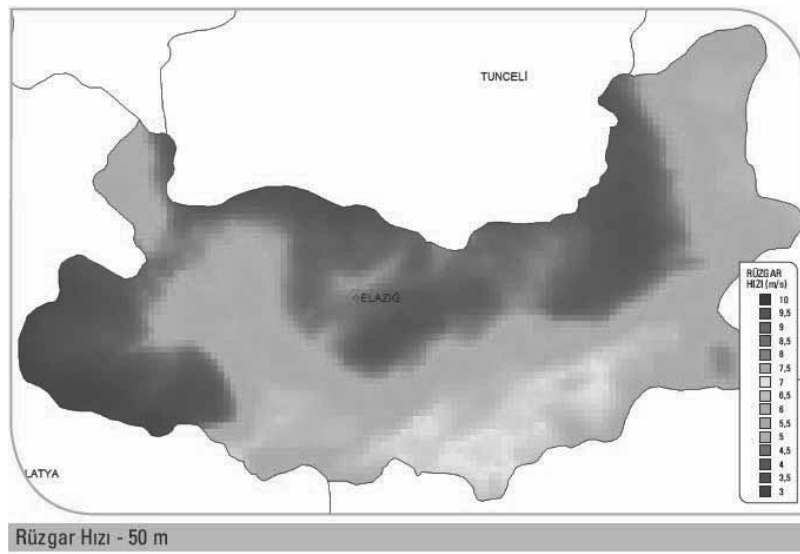 TUNCELİ
ELAZIĞ
LATYA
RÜZGAR
HIZI (m/s)
10
9,5
9
8,5
8
7,5
7
6,5
6
5,5
5
4,5
4
3,5
3
Rüzgar Hızı - 50 m